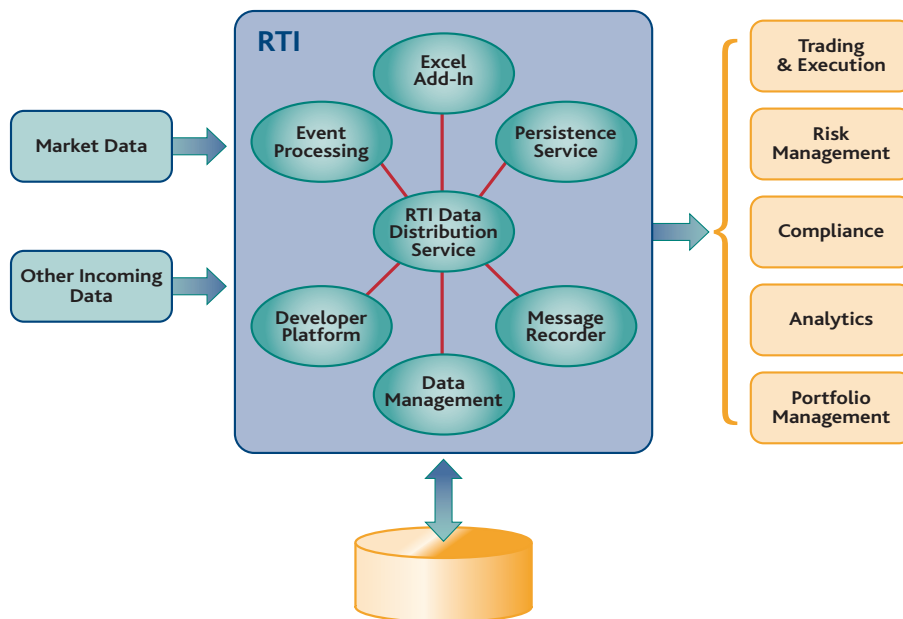 RTI
Excel
Add-In
Event
Processing
Persistence
Service
RTI Data
Distribution
Service
Developer
Platform
Message
Recorder
Data
Management
Market Data
Other Incoming
Data
Trading
& Execution
Risk
Management
Compliance
Analytics
Portfolio
Management